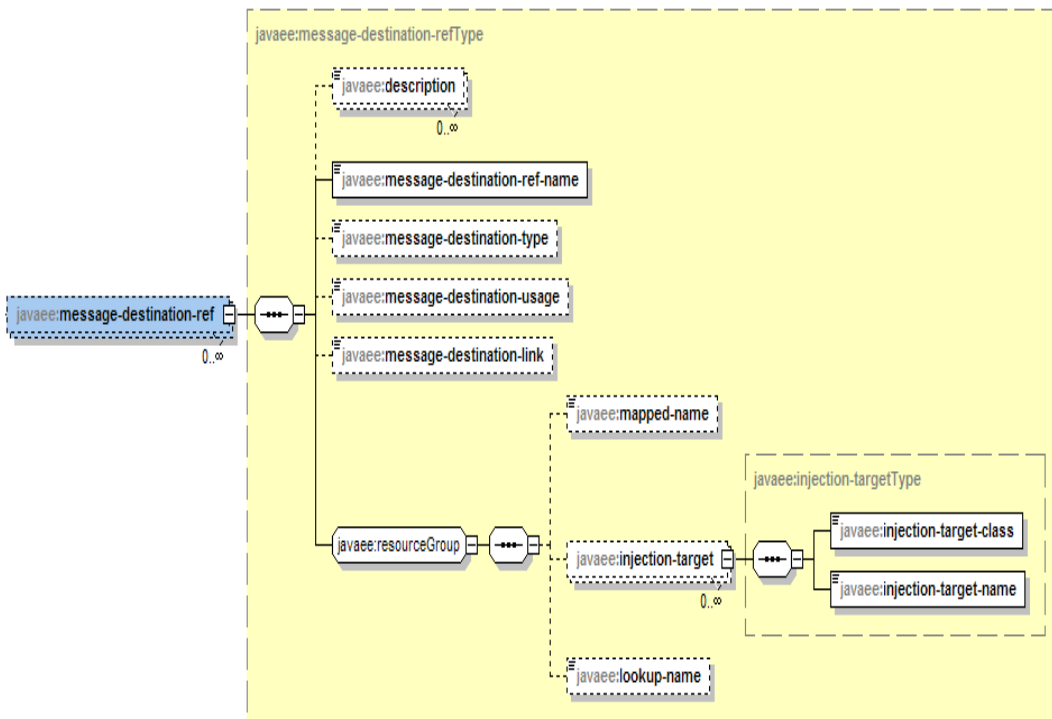 javaee:message-destination-refType
javaee:description
0..∞
javaee:message-destination-ref-name
javaee:message-destination-type
javaee:message-destination-usage
javaee:message-destination-ref
0..∞
javaee:message-destination-link
javaee:mapped-name
javaee:injection-targetType
javaee:injection-target-class
javaee:resourceGroup
javaee:injection-target
0..∞
javaee:injection-target-name
javaee:lookup-name